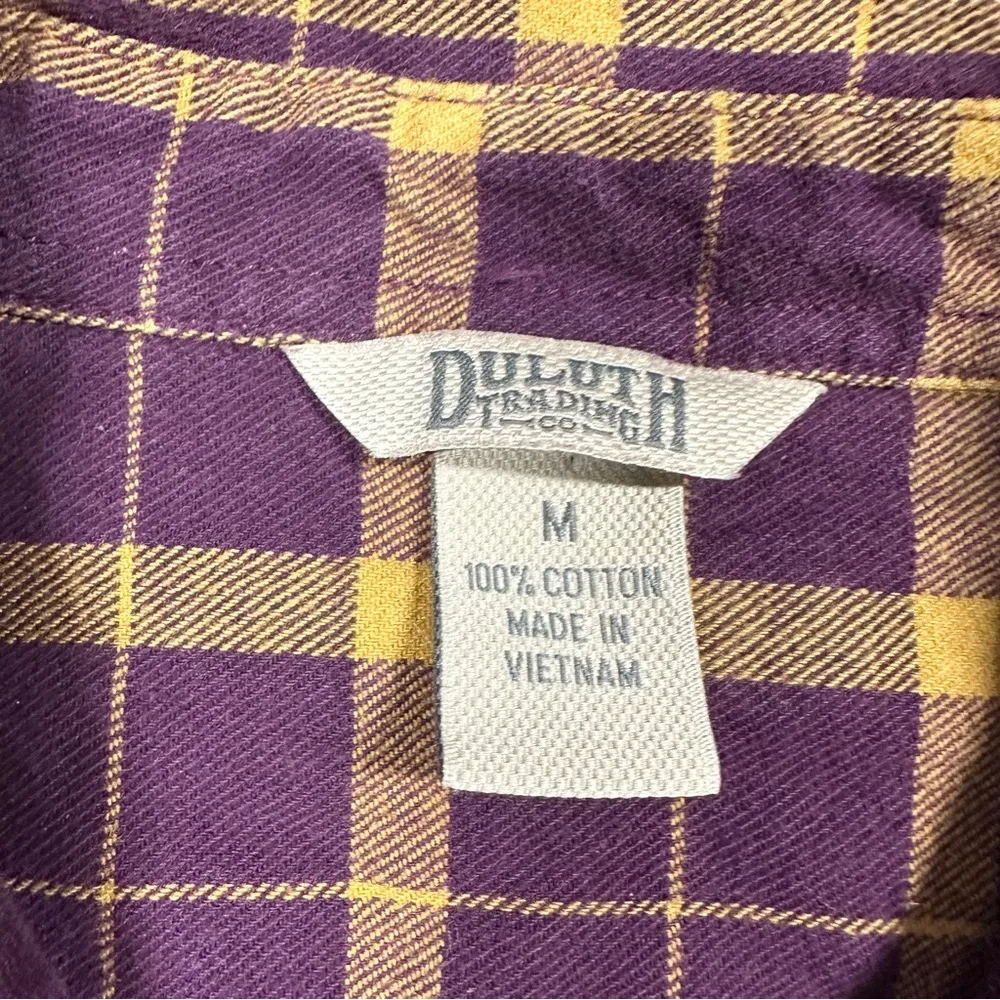 DULUTH
TRADING
CO
M
100% COTTON
MADE IN
VIETNAM